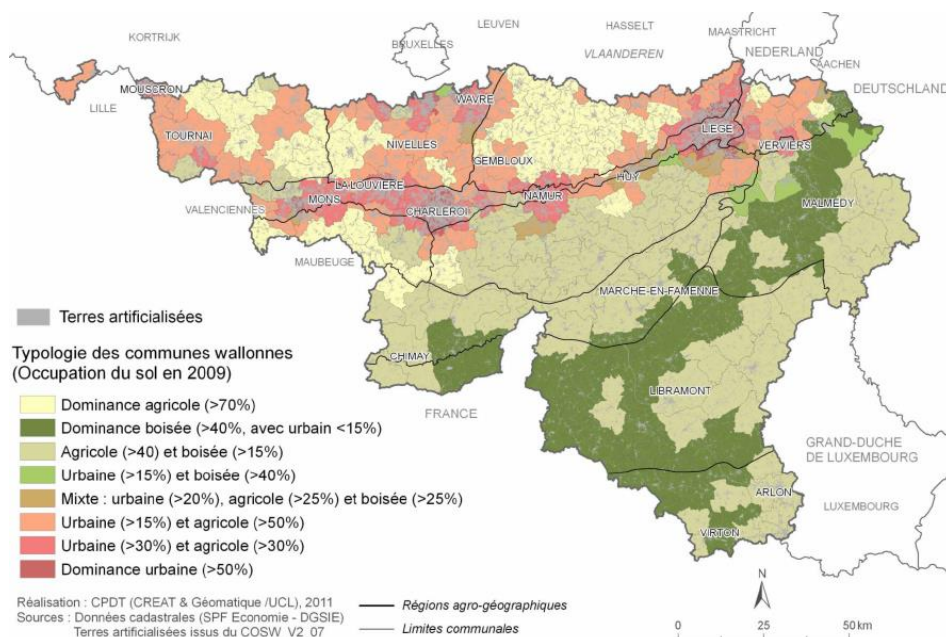 KORTRIJK
LEUVEN
HASSELT
MAASTRICHT
BRUXELLES
VLAANDEREN
NEDERLAND
AACHEN
DEUTSCHLAND
LILLE
MOUSCRON
WAVRE
TOURNAI
NIVELLES
LIEGE
VERVIERS
GEMBLOUX
HUY
LA LOUVIERE
MONS
NAMUR
CHARLEROI
VALENCIENNES
MALMEDY
MAUBEUGE
MARCHE-EN-FAMENNE
CHIMAY
LIBRAMONT
FRANCE
GRAND-DUCHE
DE LUXEMBOURG
ARLON
LUXEMBOURG
VIRTON
Terres artificialisées
Typologie des communes wallonnes
(Occupation du sol en 2009)
Dominance agricole (>70%)
Dominance boisée (>40%, avec urbain <15%)
Agricole (>40) et boisée (>15%)
Urbaine (>15%) et boisée (>40%)
Mixte : urbaine (>20%), agricole (>25%) et boisée (>25%)
Urbaine (>15%) et agricole (>50%)
Urbaine (>30%) et agricole (>30%)
Dominance urbaine (>50%)
Réalisation : CPDT (CREAT & Géomatique /UCL), 2011
Sources : Données cadastrales (SPF Economie - DGSIE)
Terres artificialisées issu du COSW_V2_07
Régions agro-géographiques
Limites communales
N
0 25 50 km